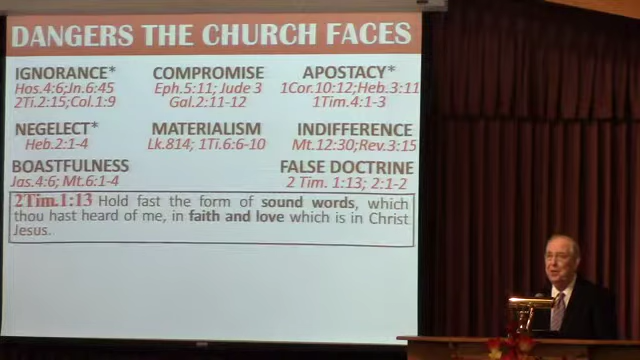 DANGERS THE CHURCH FACES
IGNORANCE* COMPROMISE APOSTACY*
Hos.4:6;Jn.6:45 Eph.5:11; Jude 3 1Cor.10:12;Heb.3:11
2Ti.2:15;Col.1:9 Gal.2:11-12 1Tim.4:1-3
NEGELECT* MATERIALISM INDIFFERENCE
Heb.2:1-4 Lk.814; 1Ti.6:6-10 Mt.12:30;Rev.3:15
BOASTFULNESS FALSE DOCTRINE
Jas.4:6; Mt.6:1-4 2 Tim. 1:13; 2:1-2
2Tim.1:13 Hold fast the form of sound words, which
thou hast heard of me, in faith and love which is in Christ
Jesus.